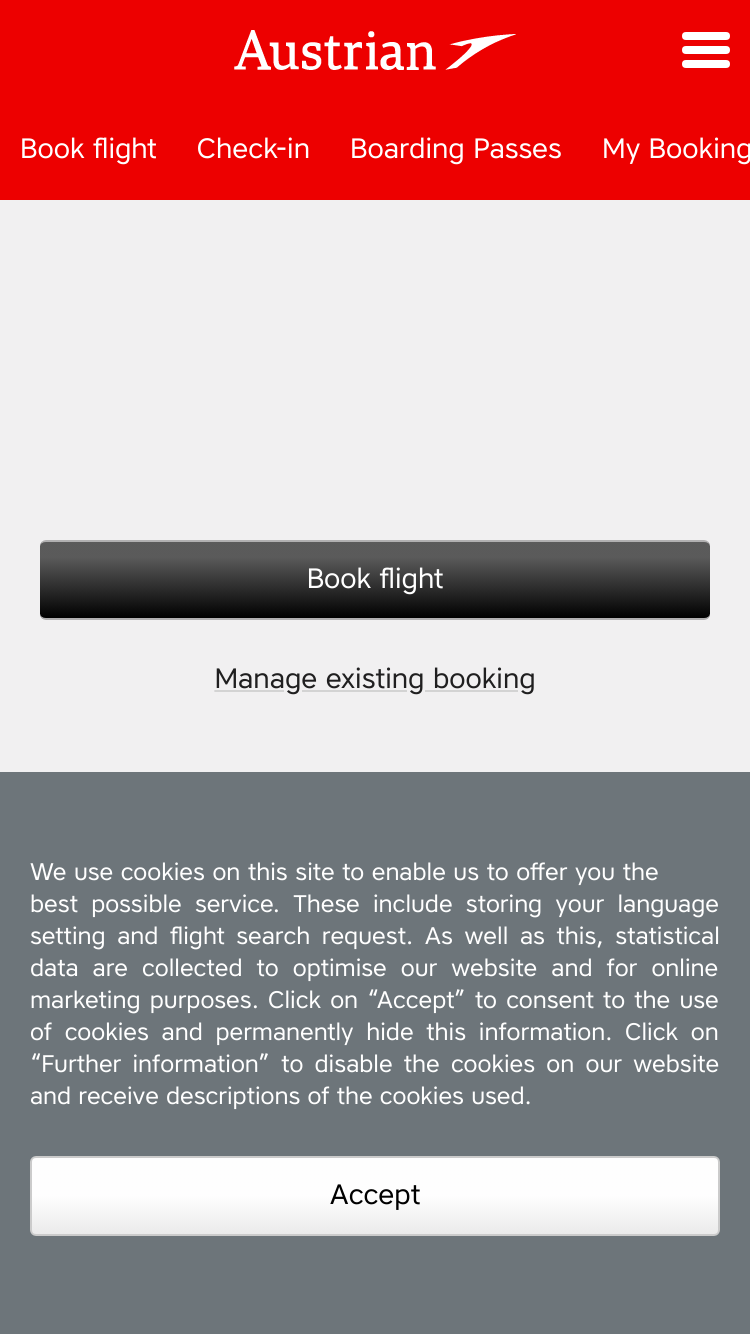 Austrian
Book flight Check-in Boarding Passes My Booking
Book flight
Manage existing booking
We use cookies on this site to enable us to offer you the
best possible service. These include storing your language
setting and flight search request. As well as this, statistical
data are collected to optimise our website and for online
marketing purposes. Click on “Accept” to consent to the use
of cookies and permanently hide this information. Click on
“Further information” to disable the cookies on our website
and receive descriptions of the cookies used.
Accept